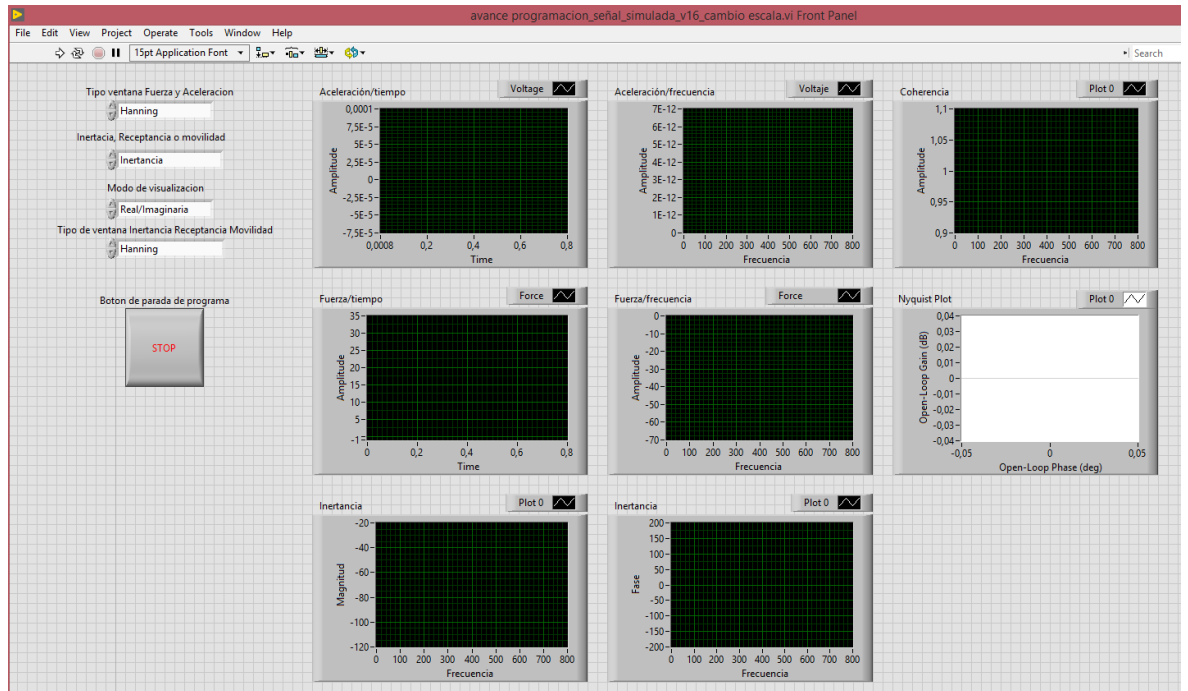 avance programacion_señal_simulada_v16_cambio escala.vi Front Panel
File Edit View Project Operate Tools Window Help
15pt Application Font
Search
Tipo ventana Fuerza y Aceleracion
Hanning
Inertacia, Receptancia o movilidad
Inertancia
Modo de visualizacion
Real/Imaginaria
Tipo de ventana Inertancia Receptancia Movilidad
Hanning
Boton de parada de programa
STOP
Aceleración/tiempo
Voltage
Amplitude
0,0001
7,5E-5
5E-5
2,5E-5
0
-2,5E-5
-5E-5
-7,5E-5
0,0008 0,2 0,4 0,6 0,8
Time
Aceleración/frecuencia
Voltaje
Amplitude
7E-12
6E-12
5E-12
4E-12
3E-12
2E-12
1E-12
0
0 100 200 300 400 500 600 700 800
Frecuencia
Coherencia
Plot 0
Amplitude
1,1
1,05
1
0,95
0,9
0 100 200 300 400 500 600 700 800
Frecuencia
Fuerza/tiempo
Force
Amplitude
35
30
25
20
15
10
5
-1
0 0,2 0,4 0,6 0,8
Time
Fuerza/frecuencia
Force
Amplitude
0
-10
-20
-30
-40
-50
-60
-70
0 100 200 300 400 500 600 700 800
Frecuencia
Nyquist Plot
Plot 0
Open-Loop Gain (dB)
0,04
0,03
0,02
0,01
0
-0,01
-0,02
-0,03
-0,04
-0,05 0 0,05
Open-Loop Phase (deg)
Inertancia
Plot 0
Magnitud
-20
-40
-60
-80
-100
-120
0 100 200 300 400 500 600 700 800
Frecuencia
Inertancia
Plot 0
Fase
200
150
100
50
0
-50
-100
-150
-200
0 100 200 300 400 500 600 700 800
Frecuencia